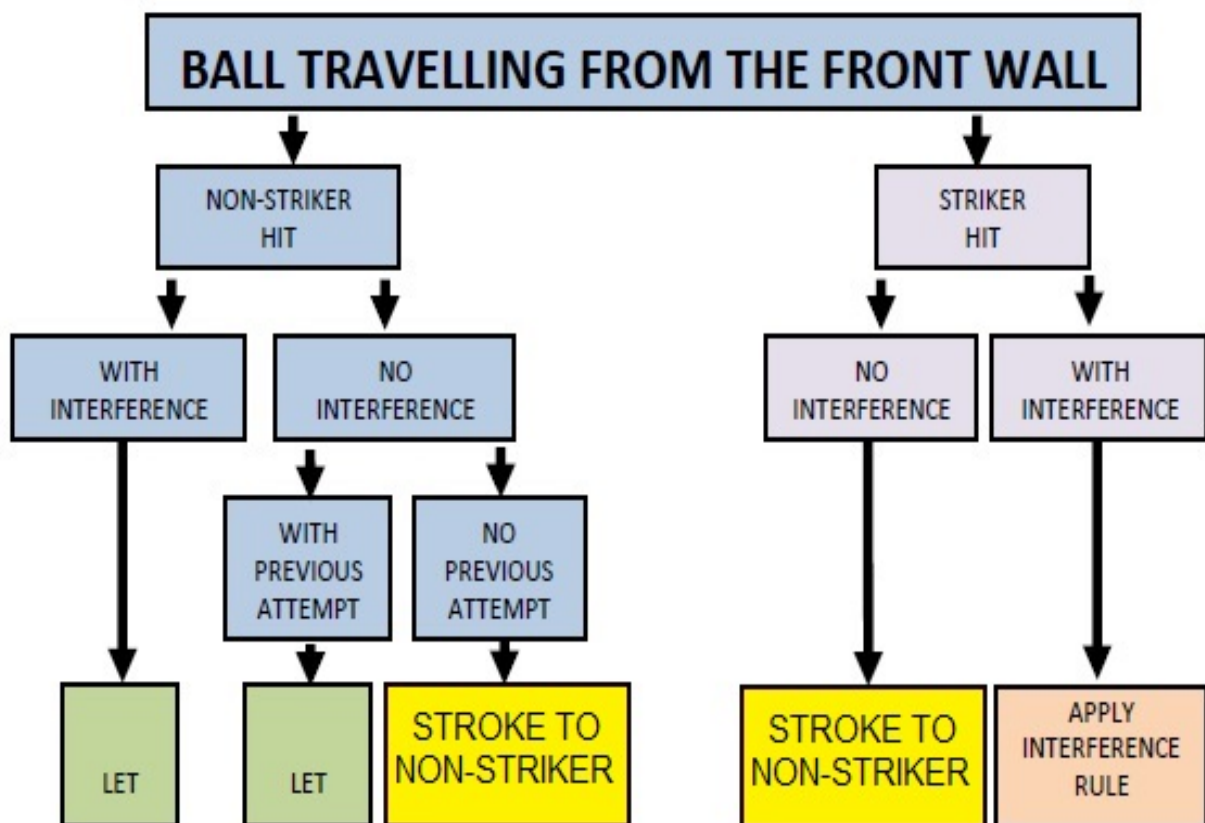 BALL TRAVELLING FROM THE FRONT WALL
NON-STRIKER
HIT
STRIKER
HIT
WITH
INTERFERENCE
NO
INTERFERENCE
NO
INTERFERENCE
WITH
INTERFERENCE
WITH
PREVIOUS
ATTEMPT
NO
PREVIOUS
ATTEMPT
LET
LET
STROKE TO
NON-STRIKER
STROKE TO
NON-STRIKER
APPLY
INTERFERENCE
RULE